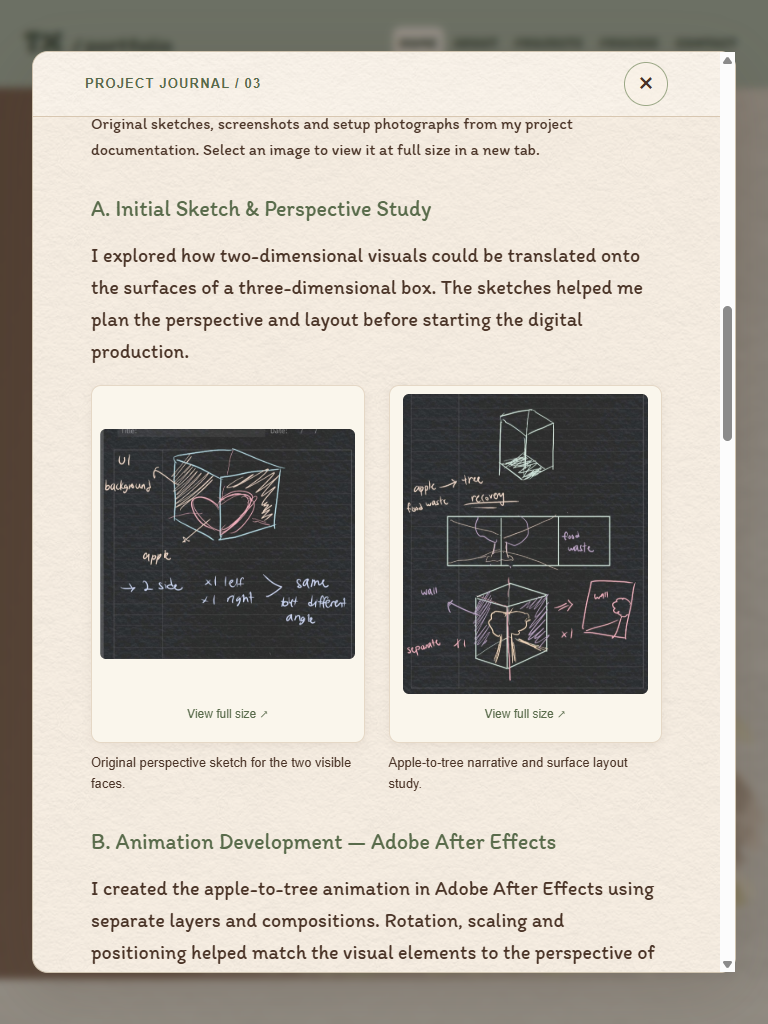 PROJECT JOURNAL / 03
×
Original sketches, screenshots and setup photographs from my project
documentation. Select an image to view it at full size in a new tab.
A. Initial Sketch & Perspective Study
I explored how two-dimensional visuals could be translated onto
the surfaces of a three-dimensional box. The sketches helped me
plan the perspective and layout before starting the digital
production.
Title: Date: / /
UI
background
apple
→ 2 side
x1 left
x1 right
same
but different
angle
View full size ↗
Original perspective sketch for the two visible
faces.
apple → tree
food waste recovery
food
waste
wall
wall
separate x1
x1
View full size ↗
Apple-to-tree narrative and surface layout
study.
B. Animation Development — Adobe After Effects
I created the apple-to-tree animation in Adobe After Effects using
separate layers and compositions. Rotation, scaling and
positioning helped match the visual elements to the perspective of